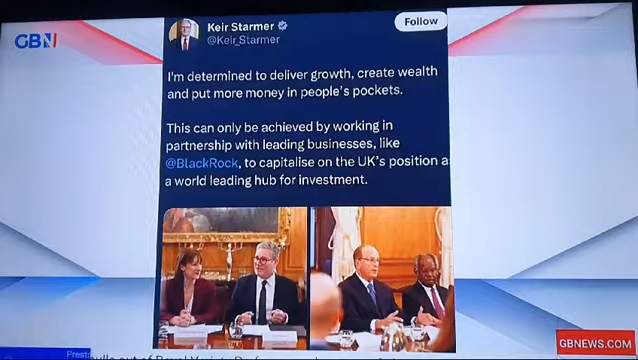 GBN
Keir Starmer
@Keir_Starmer
Follow
I'm determined to deliver growth, create wealth
and put more money in people's pockets.
This can only be achieved by working in
partnership with leading businesses, like
@BlackRock, to capitalise on the UK's position a
a world leading hub for investment.
GBNEWS.COM
Prest